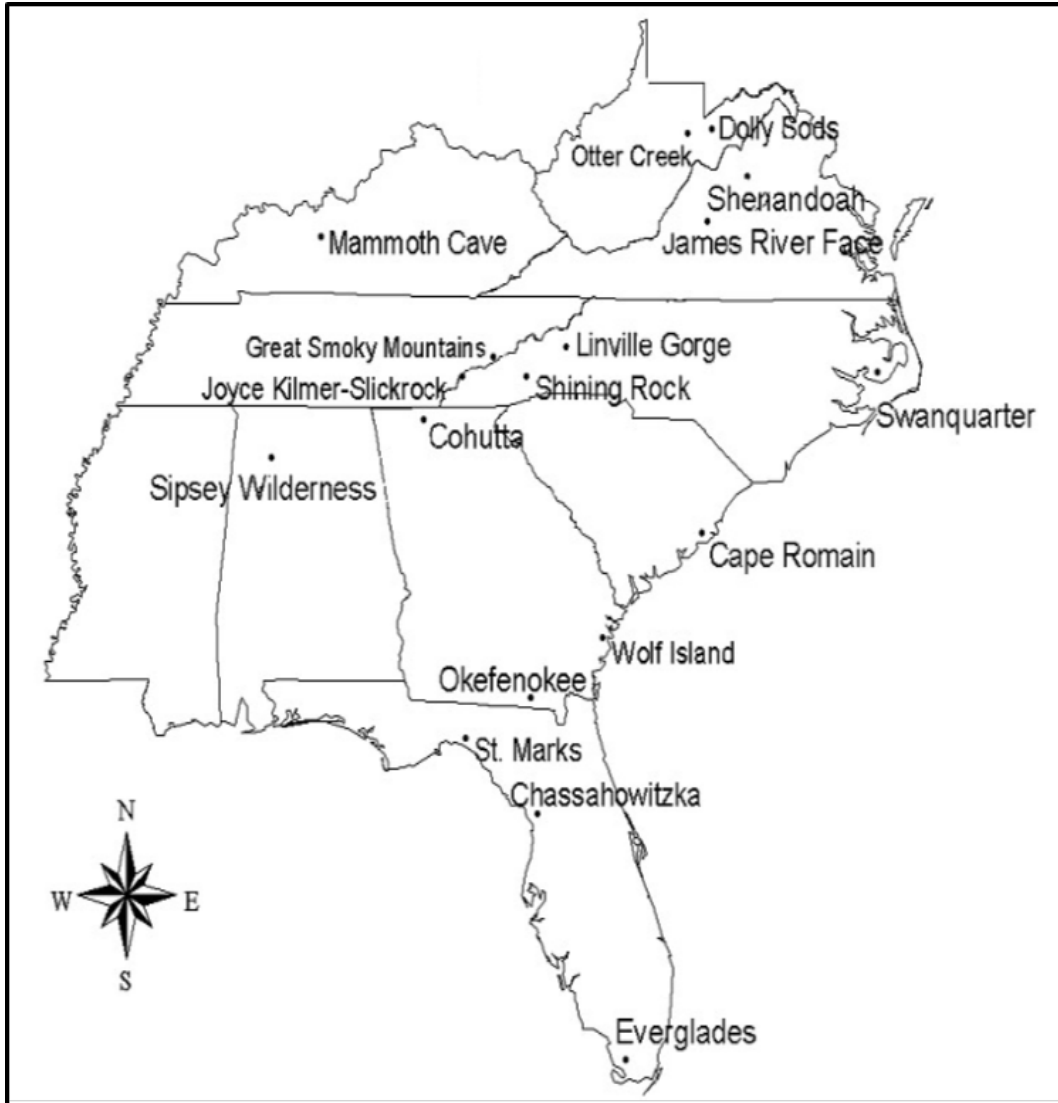 Dolly Sods
Otter Creek
Shenandoah
James River Face
Mammoth Cave
Great Smoky Mountains
Linville Gorge
Joyce Kilmer-Slickrock
Shining Rock
Swanquarter
Cohutta
Sipsey Wilderness
Cape Romain
Wolf Island
Okefenokee
St. Marks
Chassahowitzka
N
W
E
S
Everglades